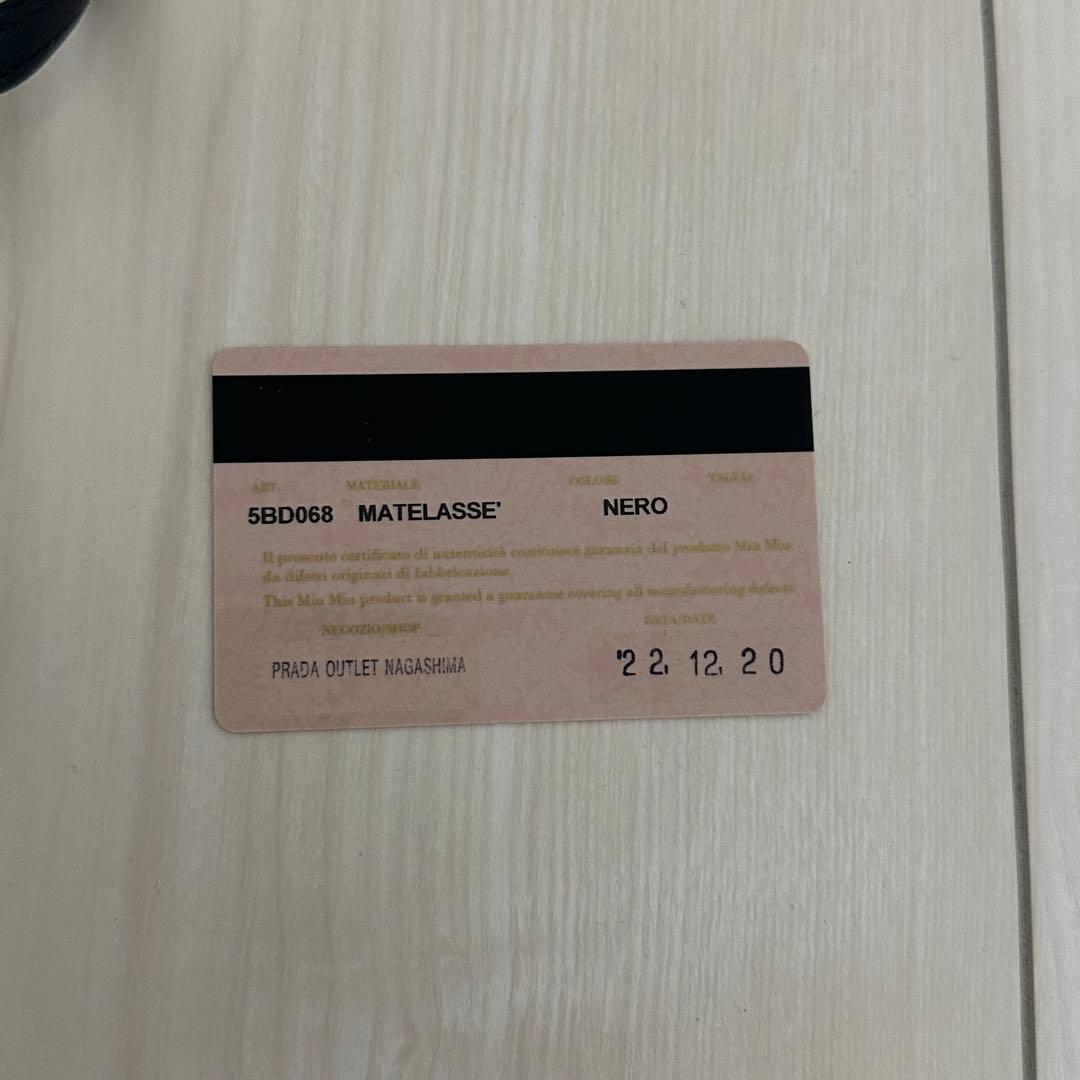 ART. MATERIALE COLORE TAGLIA
5BD068 MATELASSE' NERO
Il presente certificato di autenticità costituisce garanzia del prodotto Miu Miu
da difetti originari di fabbricazione.
This Miu Miu product is granted a guarantee covering all manufacturing defects.
NEGOZIO/SHOP DATA/DATE
PRADA OUTLET NAGASHIMA '22. 12. 20